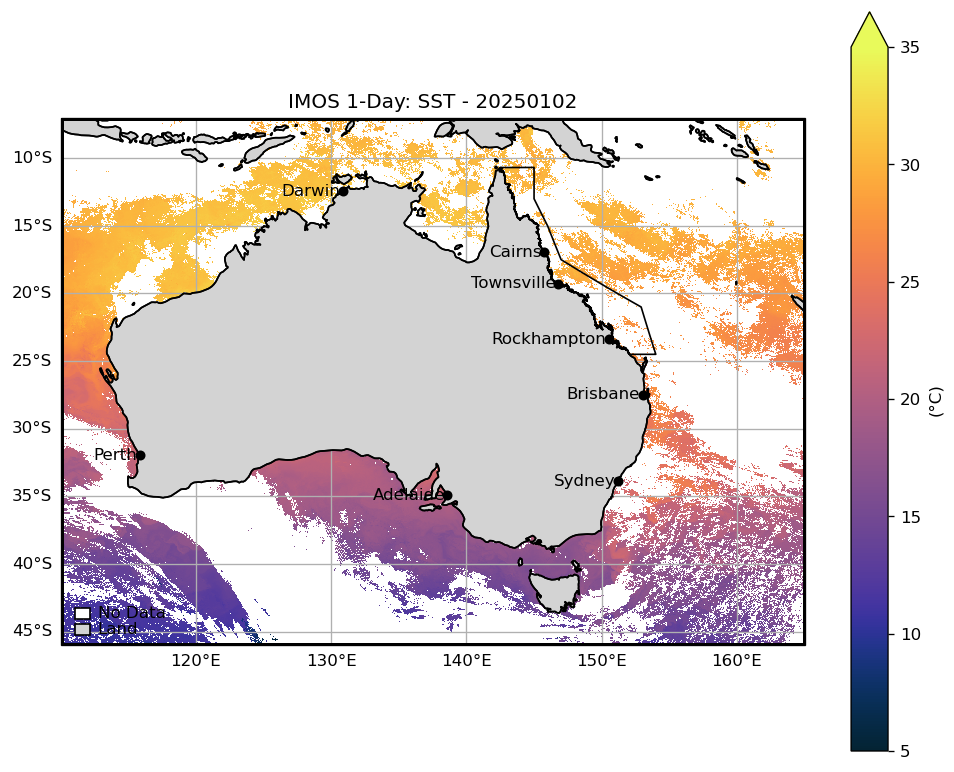 IMOS 1-Day: SST - 20250102
35
10°S
30
Darwin
15°S
Cairns
25
Townsville
20°S
Rockhampton
25°S
Brisbane
20
(°C)
30°S
Perth
Sydney
Adelaide
35°S
15
40°S
No Data
10
Land
45°S
120°E 130°E 140°E 150°E 160°E
5